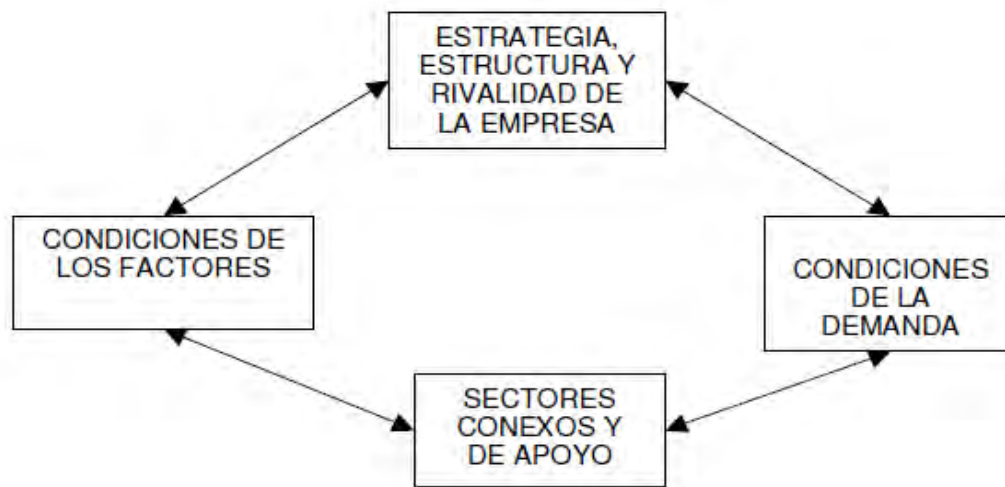 ESTRATEGIA,
ESTRUCTURA Y
RIVALIDAD DE
LA EMPRESA
CONDICIONES DE
LOS FACTORES
CONDICIONES
DE LA
DEMANDA
SECTORES
CONEXOS Y
DE APOYO